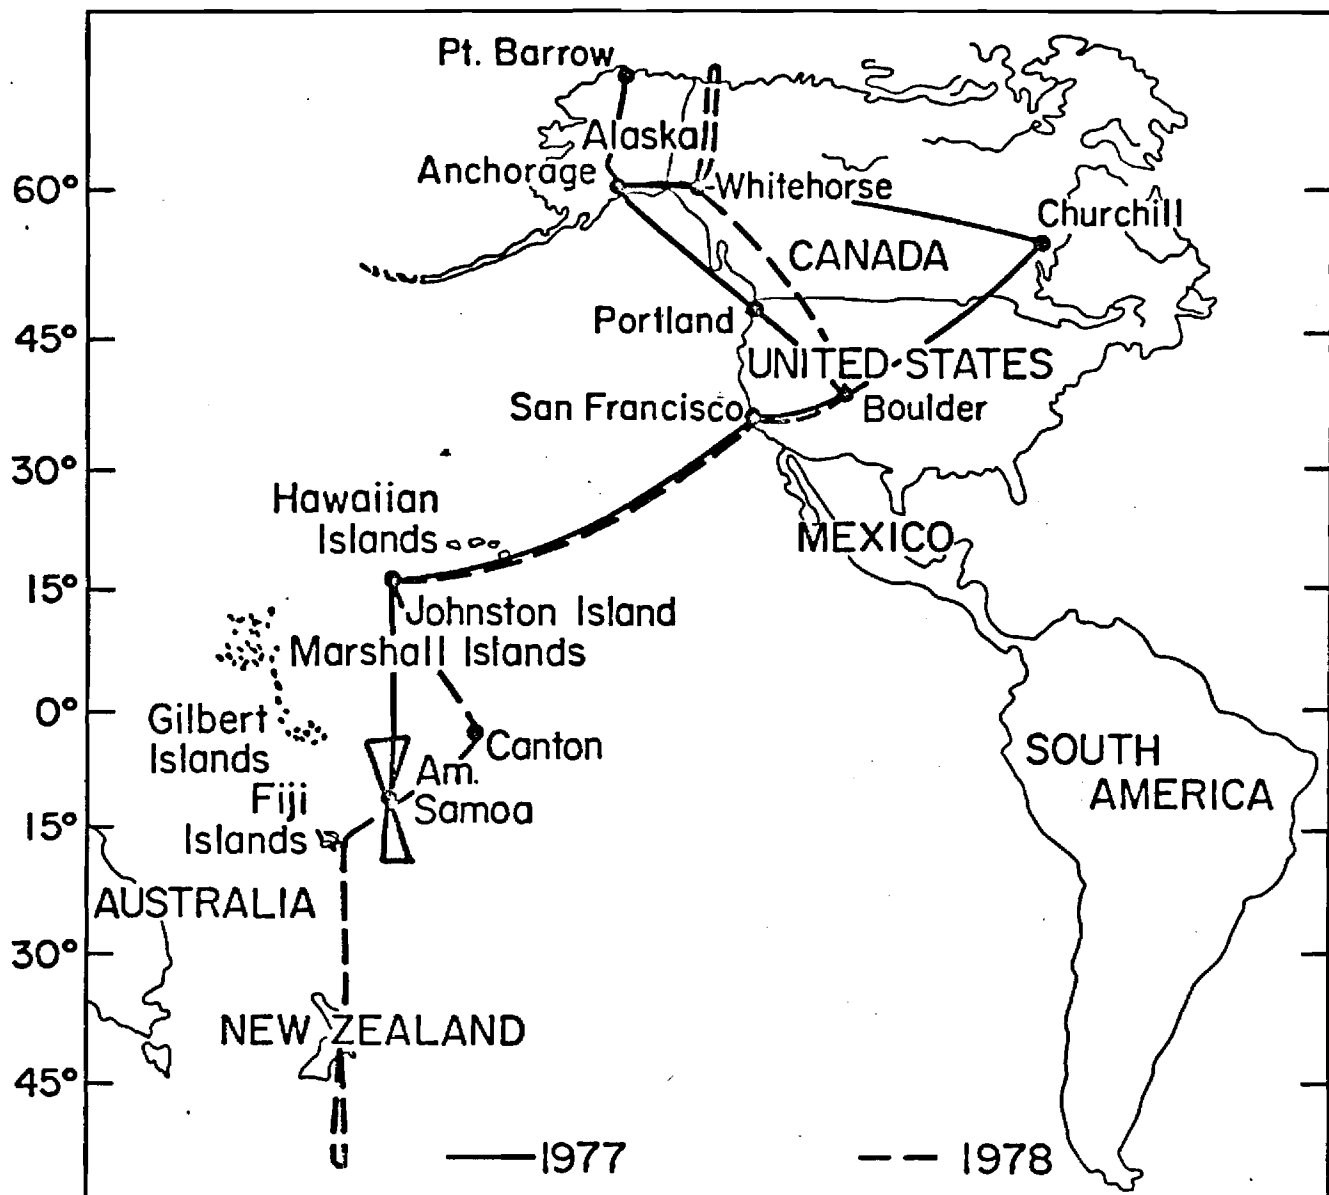 Pt. Barrow
Alaska
Anchorage
Whitehorse
60°
Churchill
CANADA
Portland
45°
UNITED STATES
San Francisco
Boulder
30°
Hawaiian
Islands
MEXICO
15°
Johnston Island
Marshall Islands
0°
Gilbert
Islands
Canton
SOUTH
AMERICA
Am.
Samoa
Fiji
Islands
15°
AUSTRALIA
30°
NEW ZEALAND
45°
1977
1978